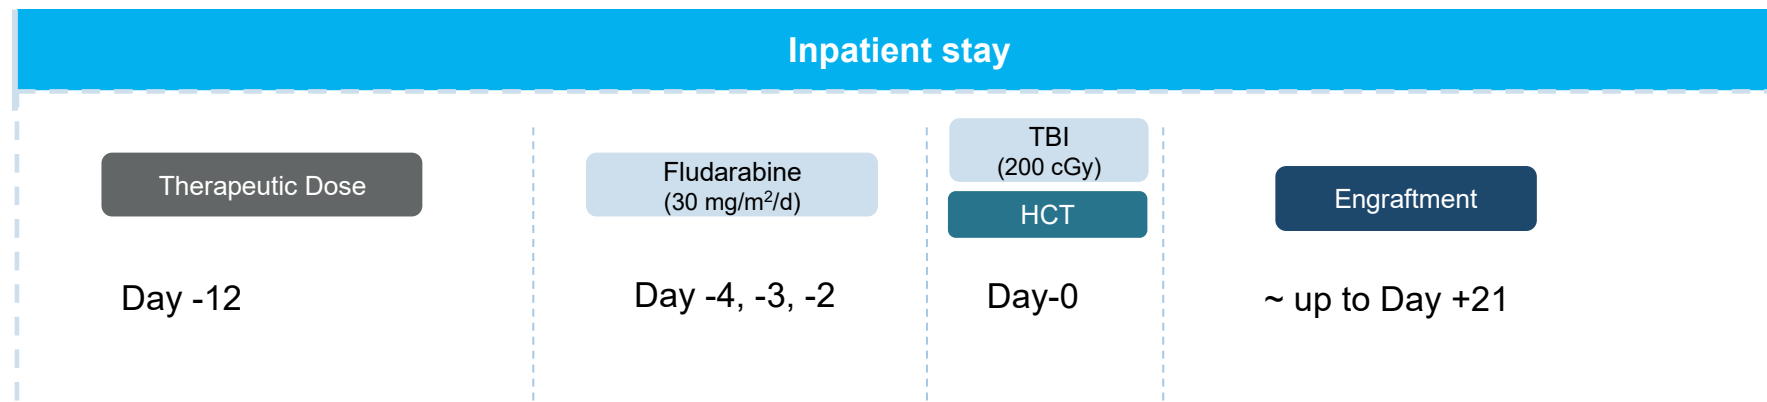 Inpatient stay
Therapeutic Dose
Day -12
Fludarabine
(30 mg/m²/d)
Day -4, -3, -2
TBI
(200 cGy)
HCT
Day-0
Engraftment
~ up to Day +21